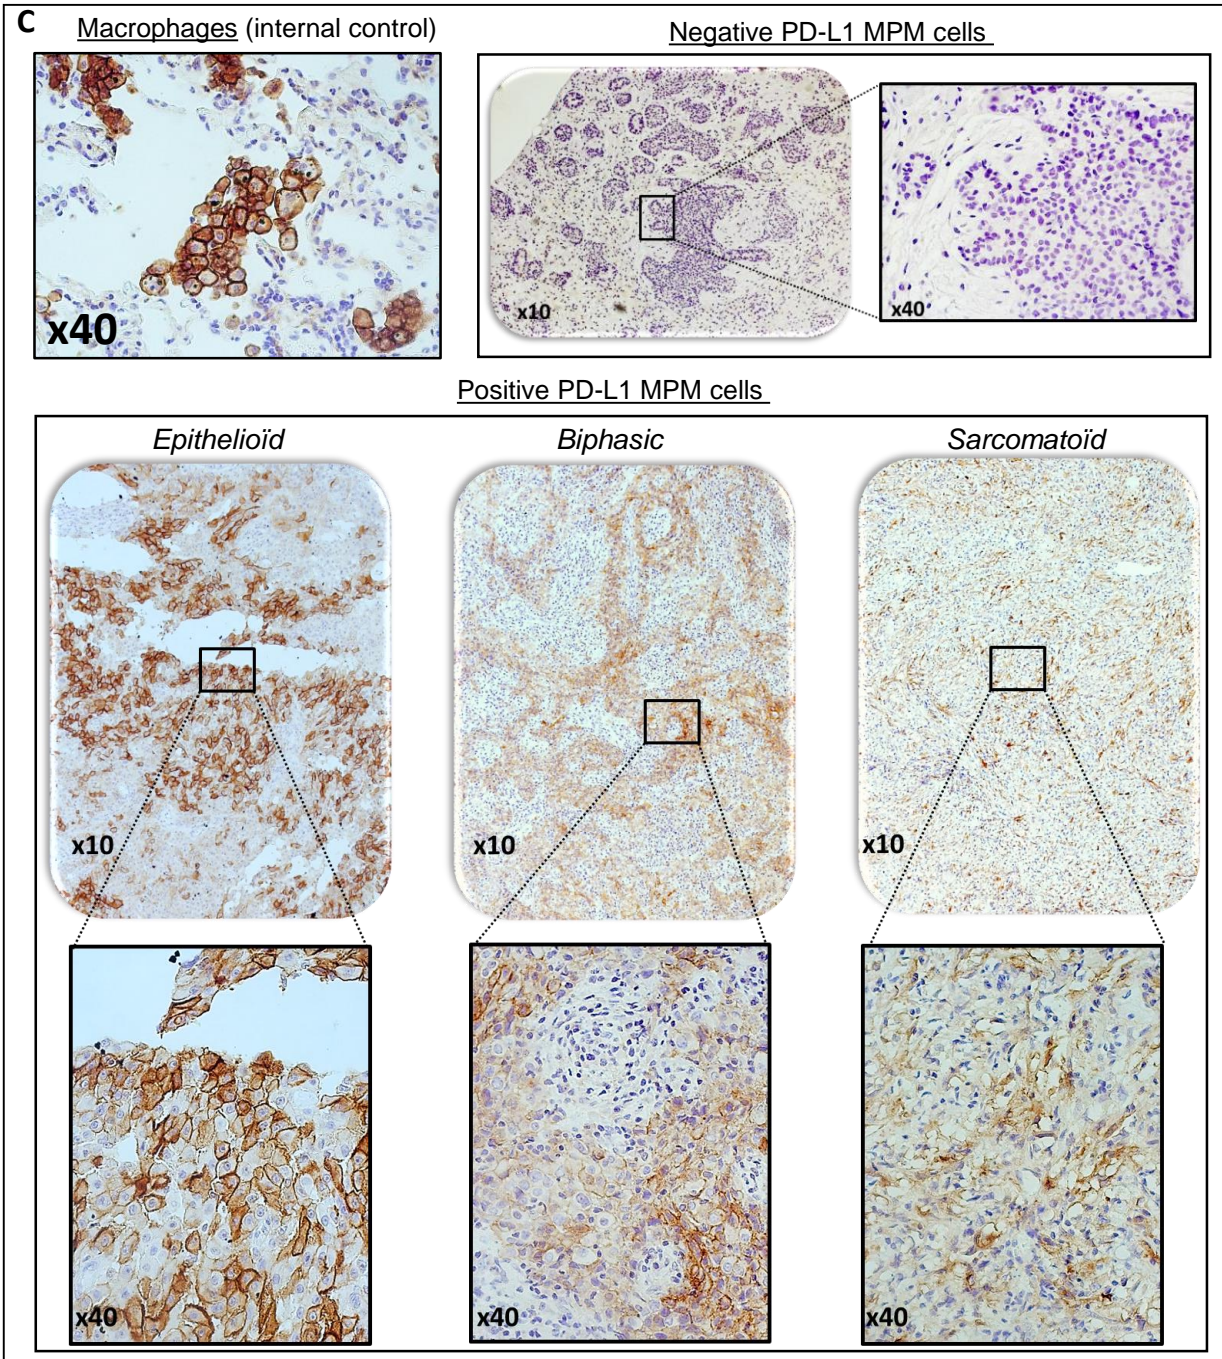 C
Macrophages (internal control)
Negative PD-L1 MPM cells
x40
x10
x40
Positive PD-L1 MPM cells
Epithelioïd
Biphasic
Sarcomatoïd
x10
x10
x10
x40
x40
x40